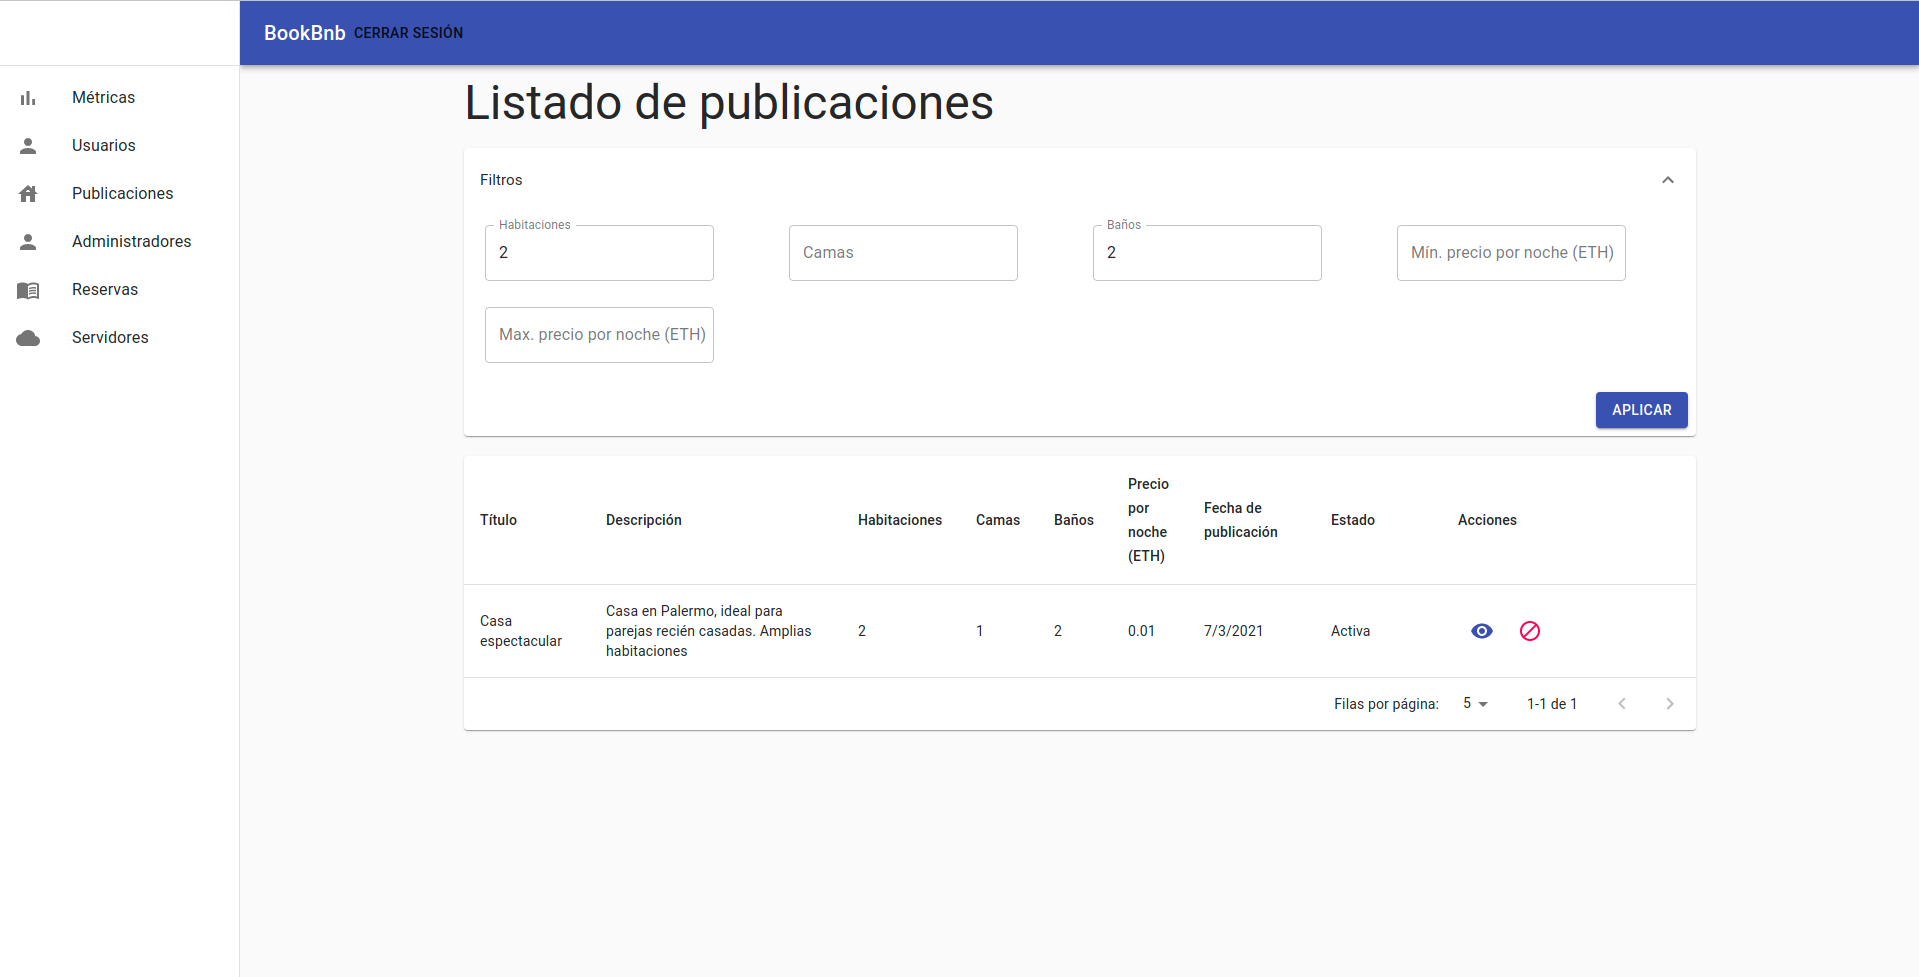 BookBnb CERRAR SESIÓN
Métricas
Usuarios
Publicaciones
Administradores
Reservas
Servidores
Listado de publicaciones
Filtros
Habitaciones
2
Camas
Baños
2
Mín. precio por noche (ETH)
Max. precio por noche (ETH)
APLICAR
Título
Descripción
Habitaciones
Camas
Baños
Precio
por
noche
(ETH)
Fecha de
publicación
Estado
Acciones
Casa
espectacular
Casa en Palermo, ideal para
parejas recién casadas. Amplias
habitaciones
2
1
2
0.01
7/3/2021
Activa
Filas por página:
5
1-1 de 1